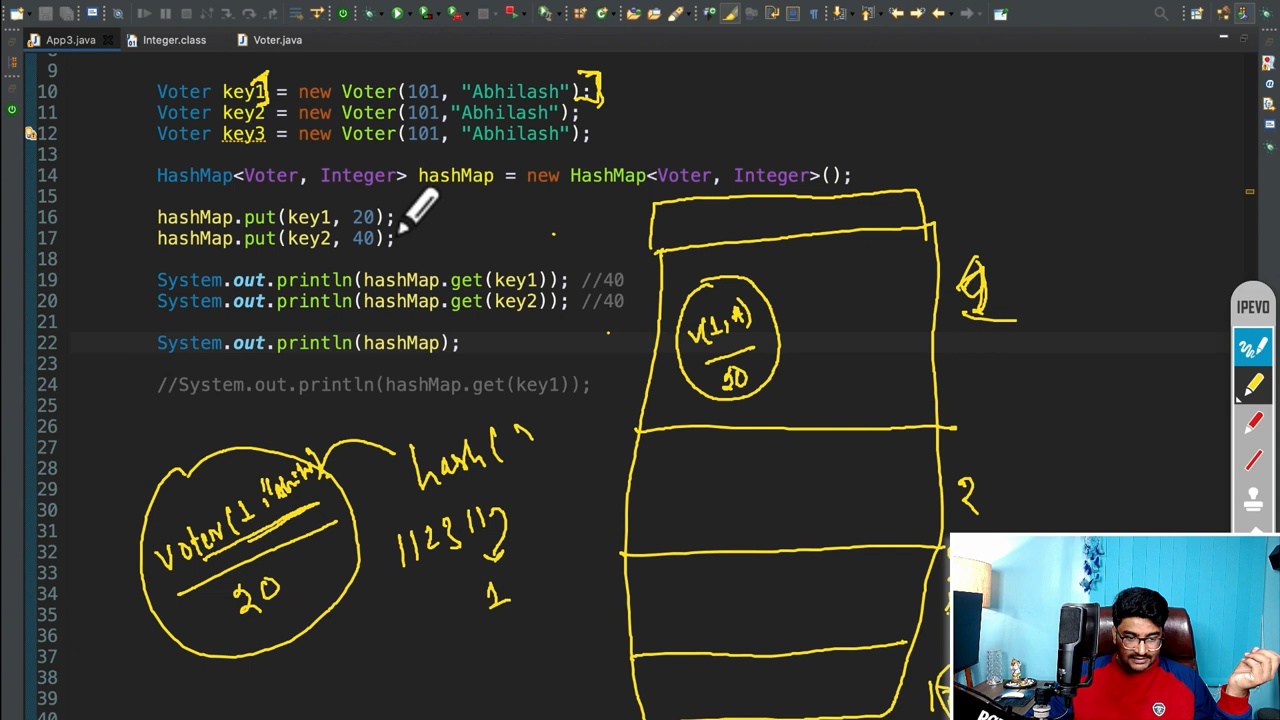 App3.java
Integer.class
Voter.java
9
10 Voter key1 = new Voter(101, "Abhilash");
11 Voter key2 = new Voter(101,"Abhilash");
12 Voter key3 = new Voter(101, "Abhilash");
13
14 HashMap<Voter, Integer> hashMap = new HashMap<Voter, Integer>();
15
16 hashMap.put(key1, 20);
17 hashMap.put(key2, 40);
18
19 System.out.println(hashMap.get(key1)); //40
20 System.out.println(hashMap.get(key2)); //40
21
22 System.out.println(hashMap);
23
24 //System.out.println(hashMap.get(key1));
25
26
27
28
29
30
31
32
33
34
35
36
37
38
39
V(1,A)
20
hash(
Voter(1,
20
1
2
IPEVO